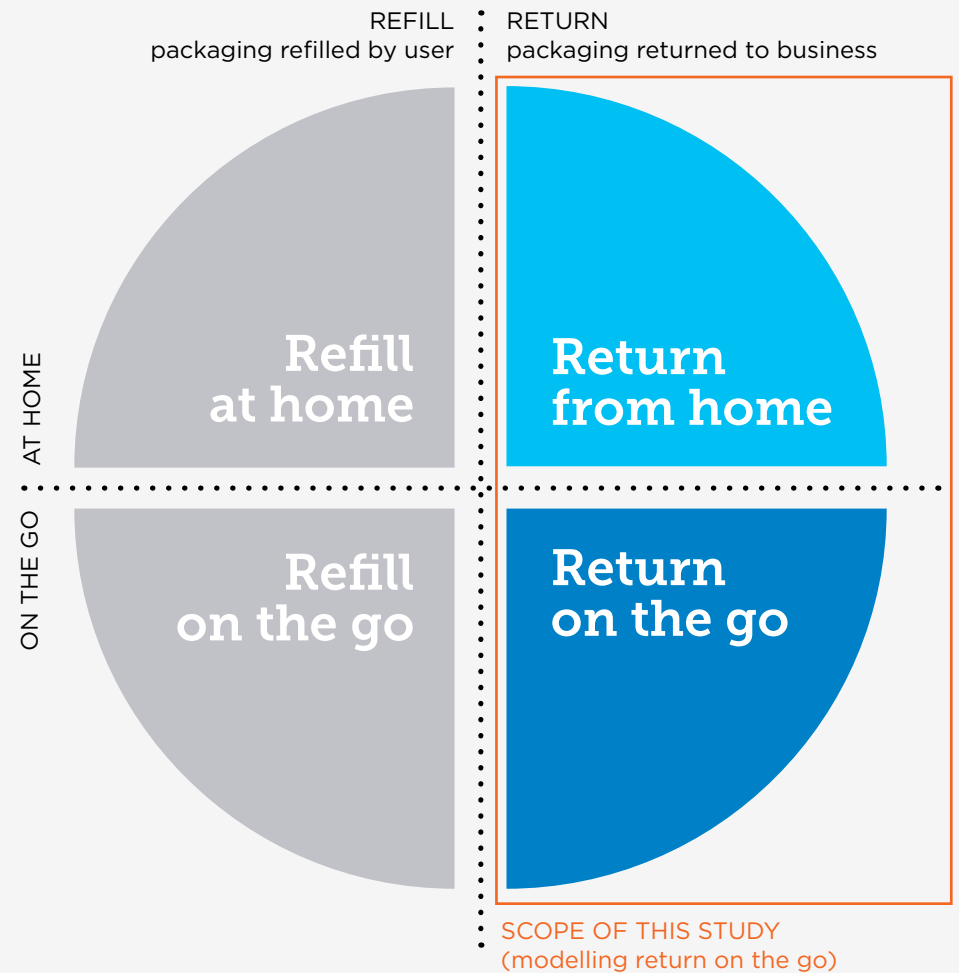 REFILL
packaging refilled by user
RETURN
packaging returned to business
AT HOME
Refill
at home
Return
from home
ON THE GO
Refill
on the go
Return
on the go
SCOPE OF THIS STUDY
(modelling return on the go)